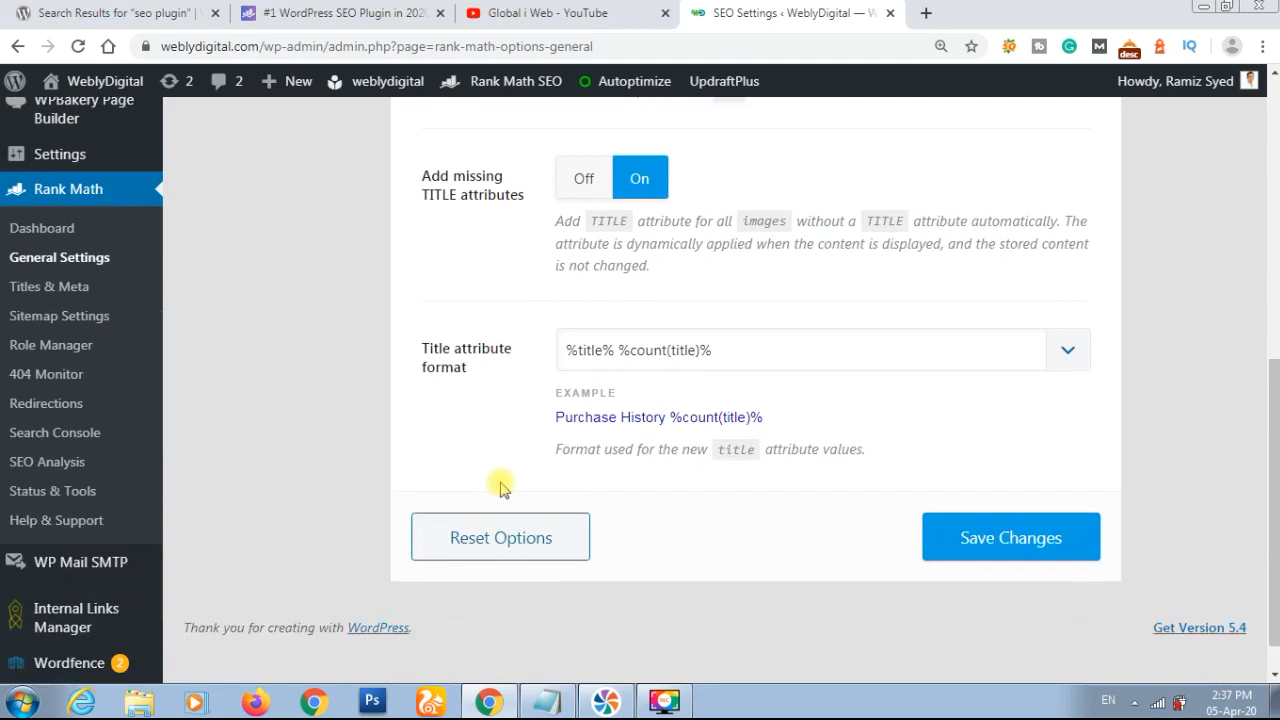 Search Results for "seo plugin" | 
#1 WordPress SEO Plugin in 202
Global i Web - YouTube
SEO Settings ‹ WeblyDigital — W
weblydigital.com/wp-admin/admin.php?page=rank-math-options-general
desc
WeblyDigital
2
2
New
weblydigital
Rank Math SEO
Autoptimize
UpdraftPlus
Howdy, Ramiz Syed
WPBakery Page
Builder
Settings
Rank Math
Dashboard
General Settings
Titles & Meta
Sitemap Settings
Role Manager
404 Monitor
Redirections
Search Console
SEO Analysis
Status & Tools
Help & Support
WP Mail SMTP
Internal Links
Manager
Wordfence 2
Add missing
TITLE attributes
Off
On
Add TITLE attribute for all images without a TITLE attribute automatically. The
attribute is dynamically applied when the content is displayed, and the stored content
is not changed.
Title attribute
format
%title% %count(title)%
EXAMPLE
Purchase History %count(title)%
Format used for the new title attribute values.
Reset Options
Save Changes
Thank you for creating with WordPress.
Get Version 5.4
EN
2:37 PM
05-Apr-20